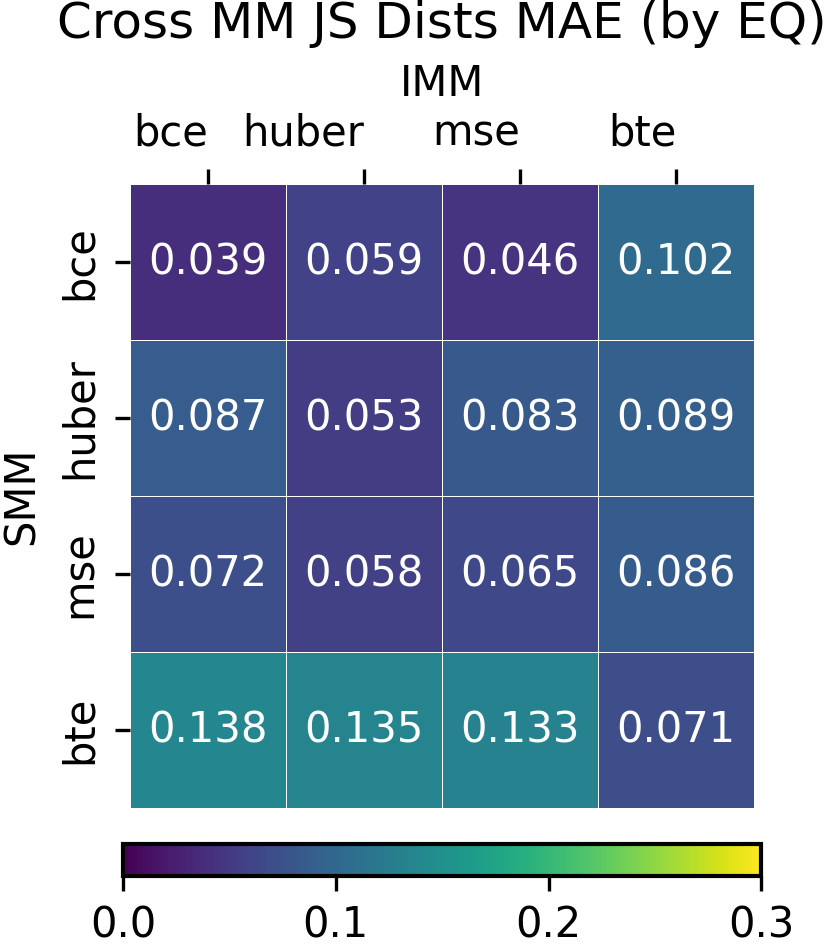 Cross MM JS Dists MAE (by EQ)
IMM
bce huber mse bte
SMM
bce 0.039 0.059 0.046 0.102
huber 0.087 0.053 0.083 0.089
mse 0.072 0.058 0.065 0.086
bte 0.138 0.135 0.133 0.071
0.0 0.1 0.2 0.3